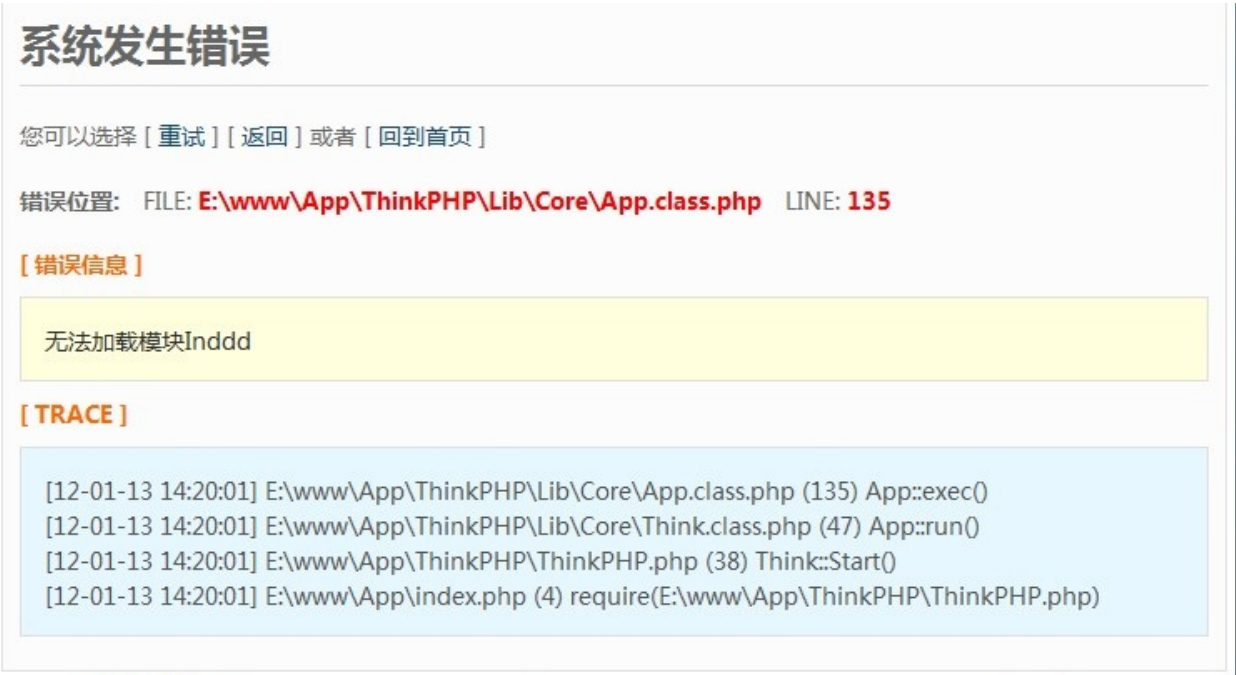 系统发生错误
您可以选择 [ 重试 ] [ 返回 ] 或者 [ 回到首页 ]
错误位置: FILE: E:\www\App\ThinkPHP\Lib\Core\App.class.php LINE: 135
[ 错误信息 ]
无法加载模块Inddd
[ TRACE ]
[12-01-13 14:20:01] E:\www\App\ThinkPHP\Lib\Core\App.class.php (135) App::exec()
[12-01-13 14:20:01] E:\www\App\ThinkPHP\Lib\Core\Think.class.php (47) App::run()
[12-01-13 14:20:01] E:\www\App\ThinkPHP\ThinkPHP.php (38) Think::Start()
[12-01-13 14:20:01] E:\www\App\index.php (4) require(E:\www\App\ThinkPHP\ThinkPHP.php)